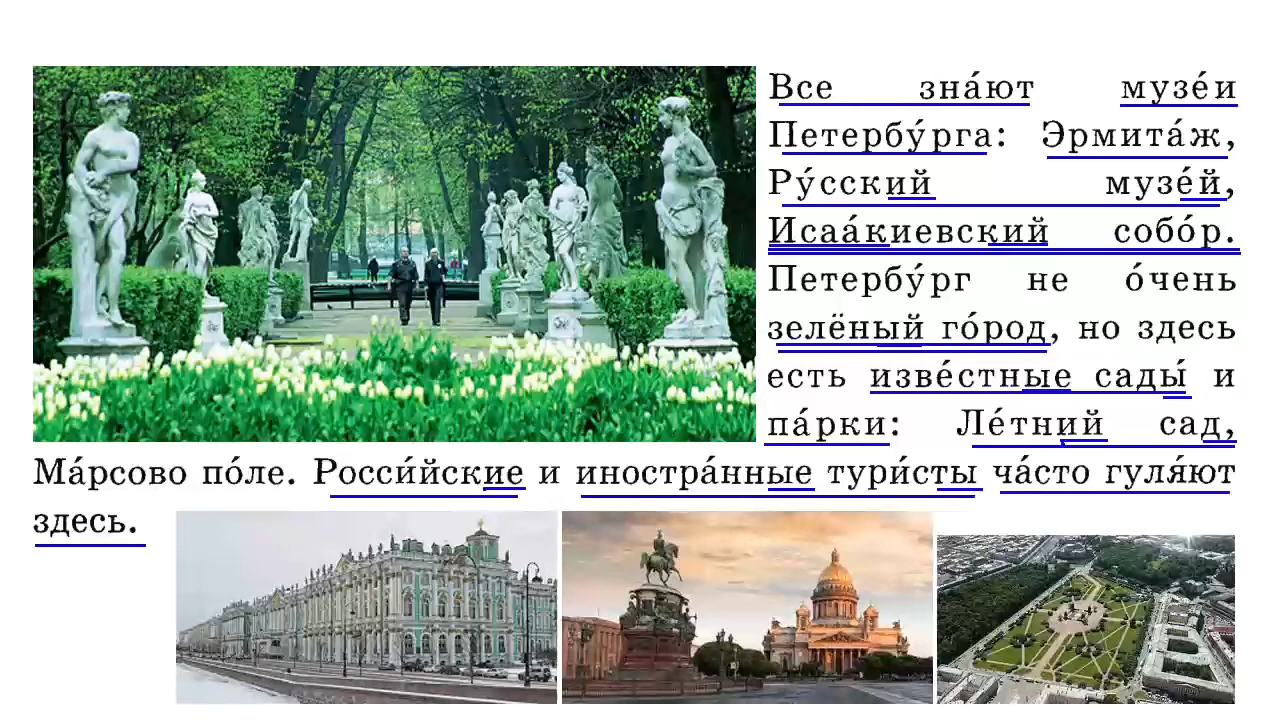 Все зна́ют музе́и
Петербу́рга: Эрмита́ж,
Ру́сский музе́й,
Исаа́киевский собо́р.
Петербу́рг не о́чень
зелёный го́род, но здесь
есть изве́стные сады́ и
па́рки: Ле́тний сад,
Ма́рсово по́ле. Росси́йские и иностра́нные тури́сты ча́сто гуля́ют
здесь.